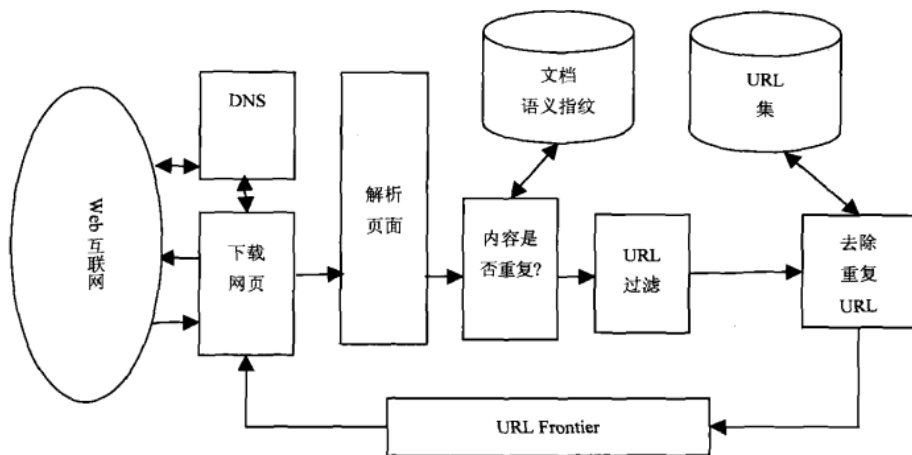 文档
语义指纹
URL
集
DNS
Web 互联网
下载
网页
解析
页面
内容是
否重复?
URL
过滤
去除
重复
URL
URL Frontier